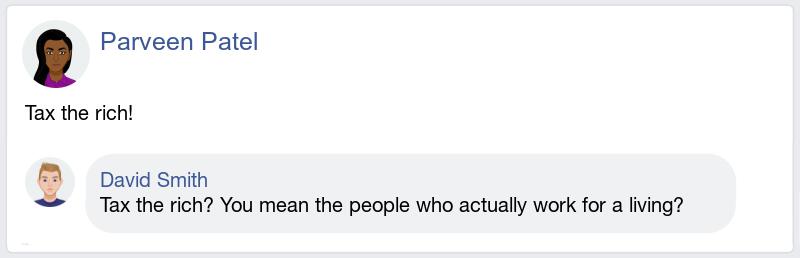 Parveen Patel
Tax the rich!
David Smith
Tax the rich? You mean the people who actually work for a living?